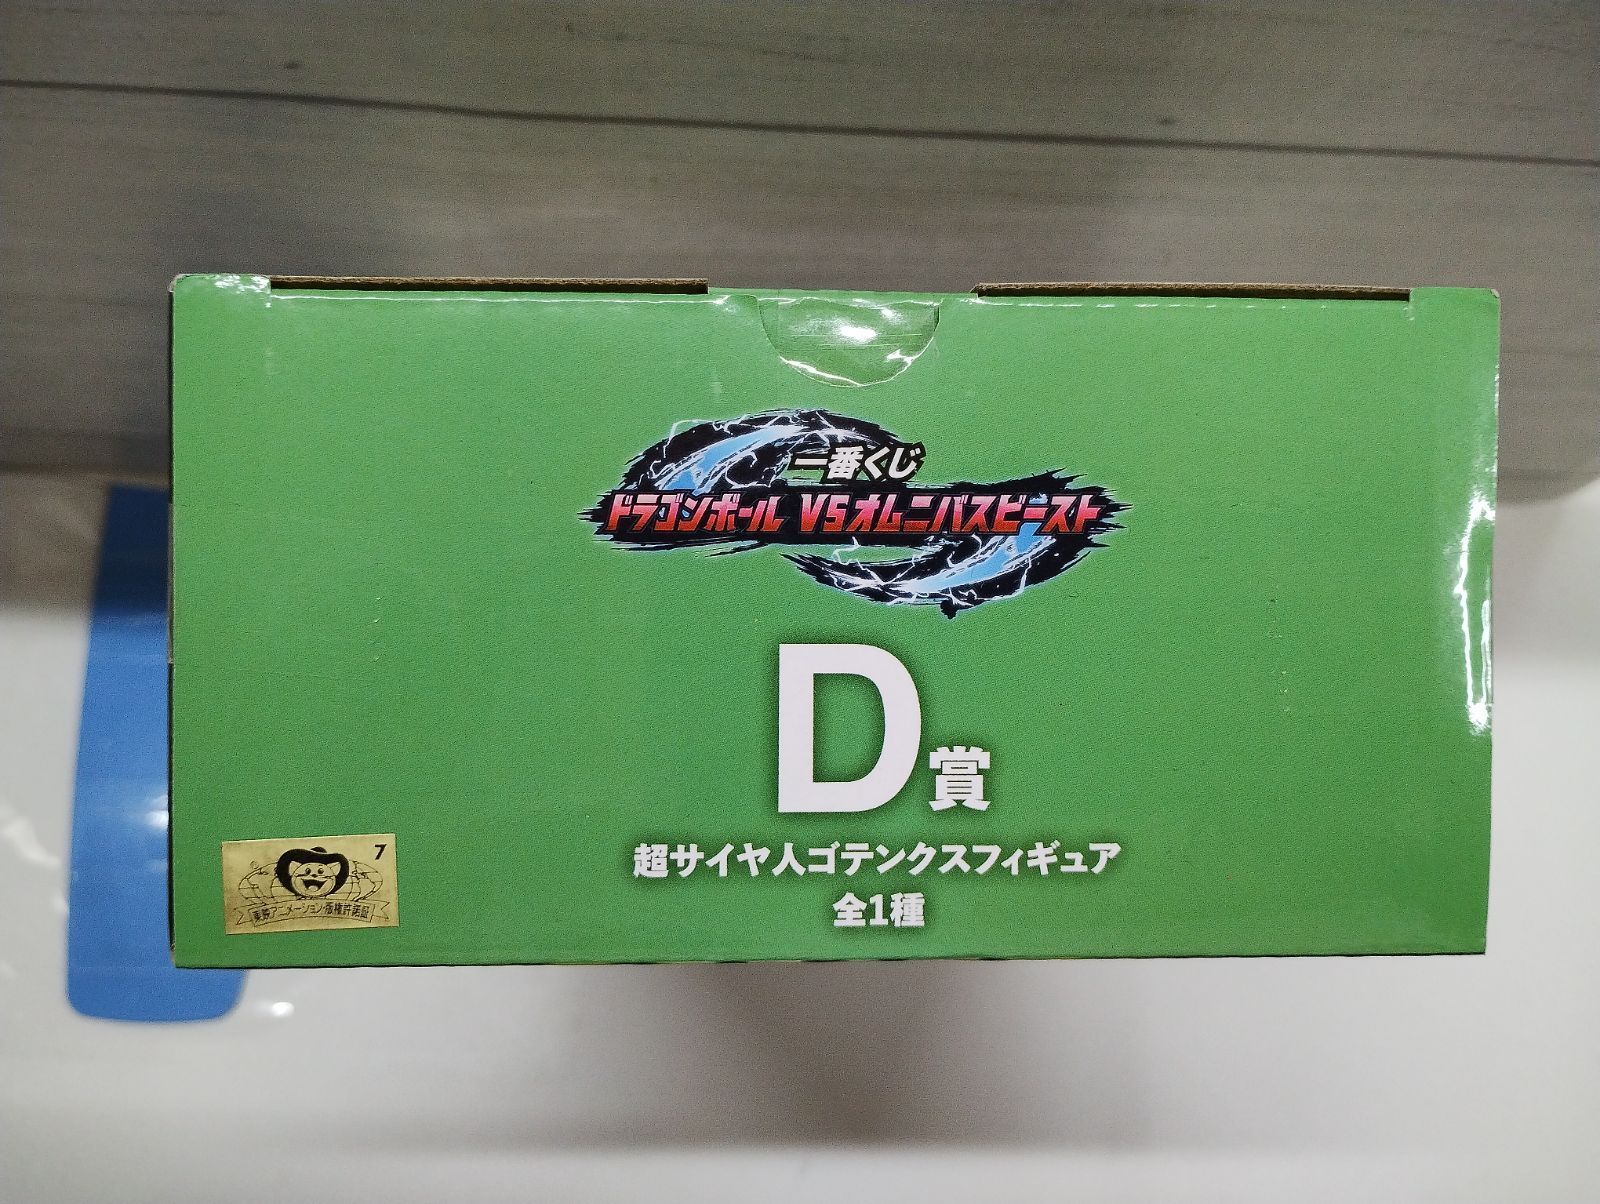 一番くじ
ドラゴンボール VSオムニバスビースト
D賞
超サイヤ人ゴテンクスフィギュア
全1種
7
東映アニメーション・版権許諾証